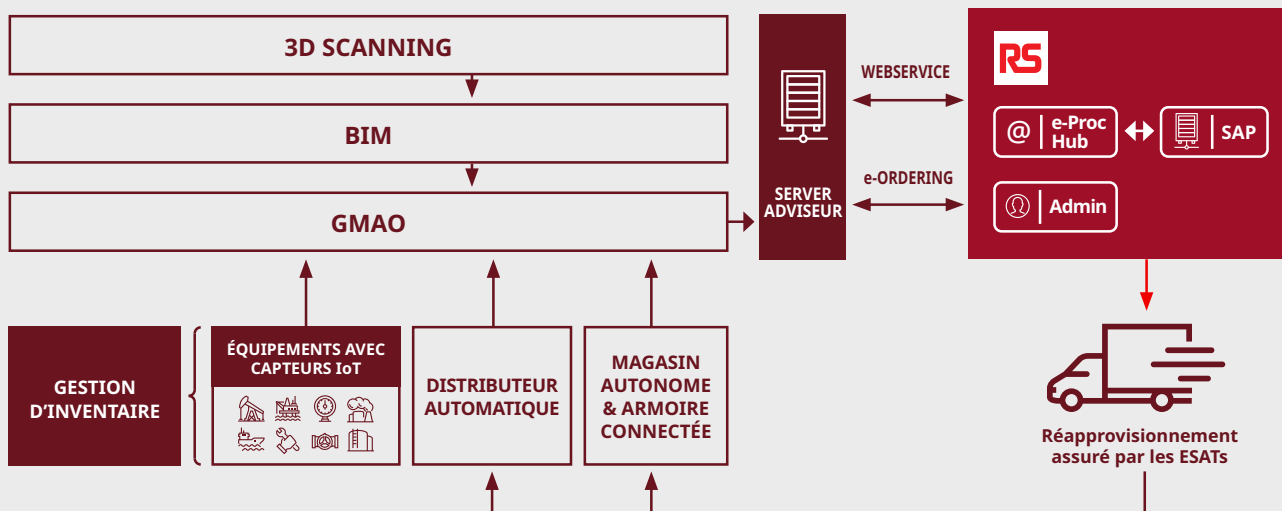 3D SCANNING
BIM
GMAO
SERVER
ADVISEUR
WEBSERVICE
e-ORDERING
RS
@
e-Proc
Hub
SAP
Admin
GESTION
D’INVENTAIRE
ÉQUIPEMENTS AVEC
CAPTEURS IoT
DISTRIBUTEUR
AUTOMATIQUE
MAGASIN
AUTONOME
& ARMOIRE
CONNECTÉE
Réapprovisionnement
assuré par les ESATs